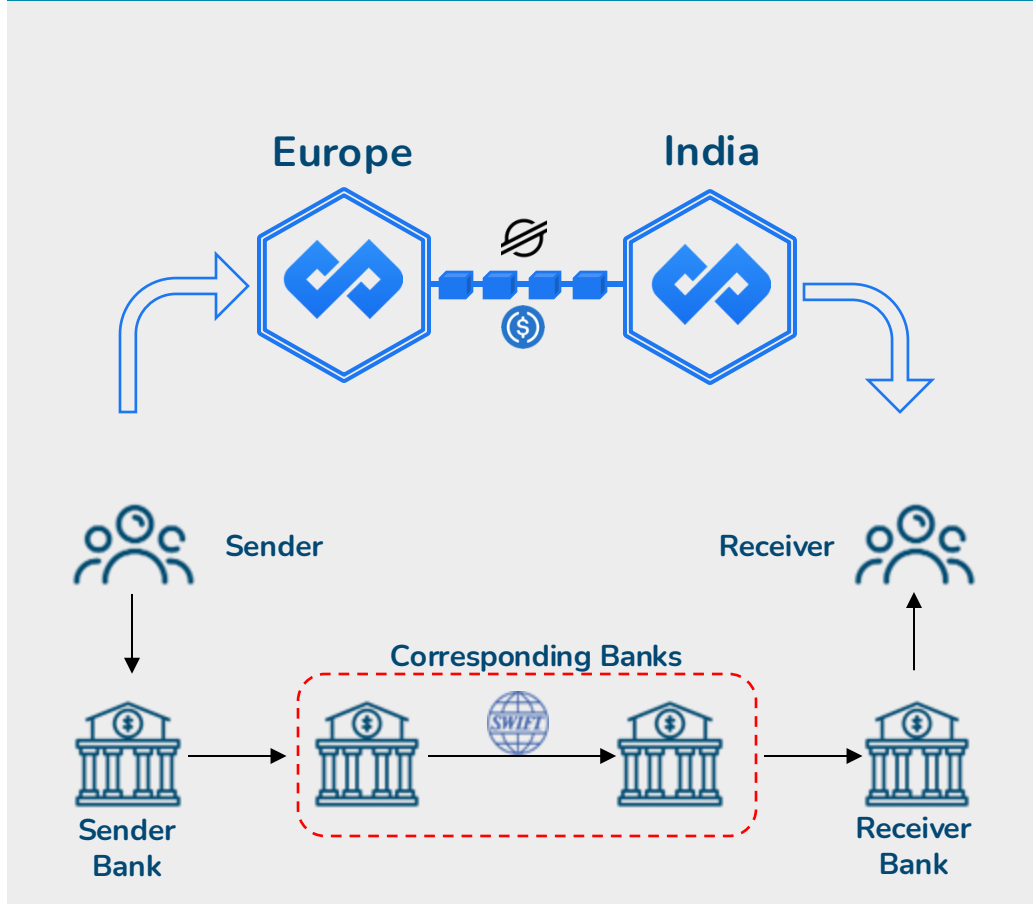 Europe
India
Sender
Receiver
Corresponding Banks
SWIFT
Sender
Bank
Receiver
Bank